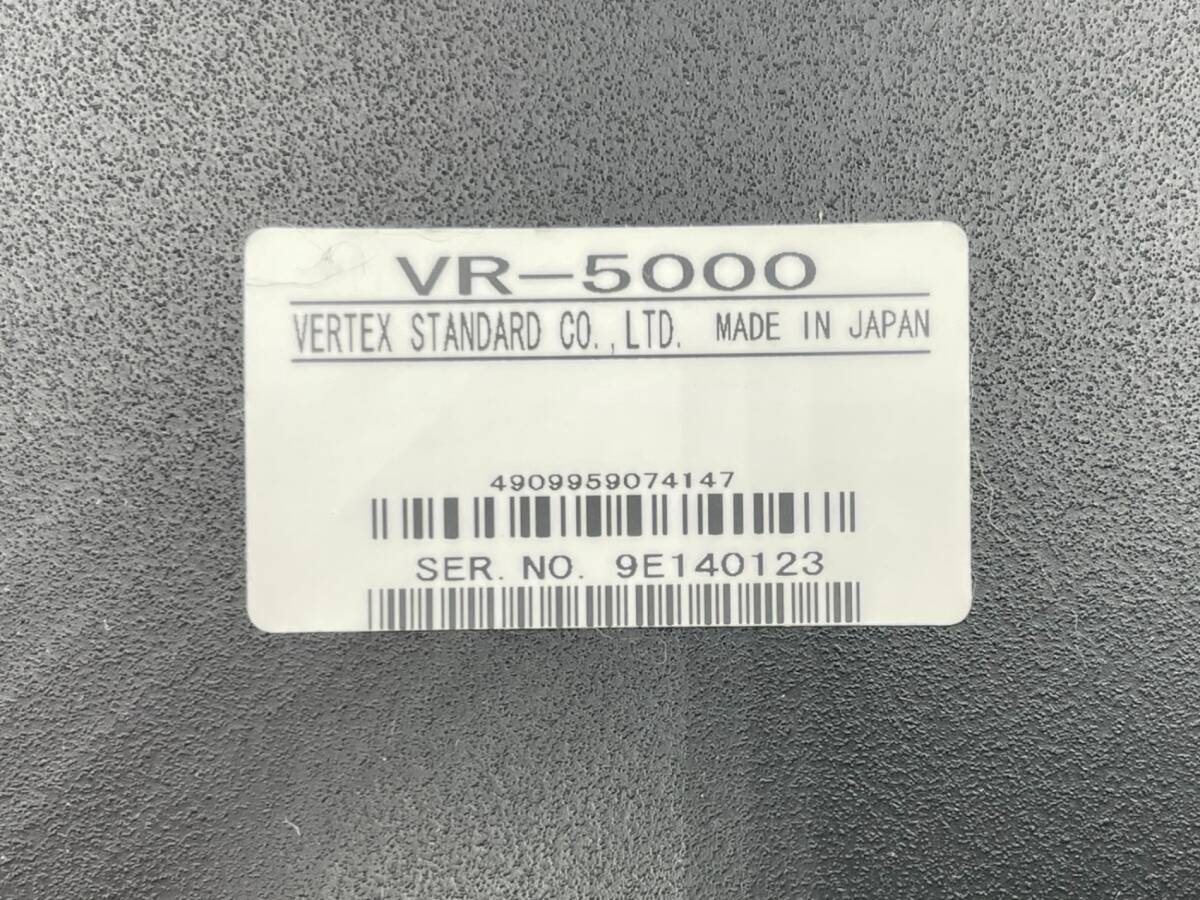 VR-5000
VERTEX STANDARD CO.,LTD. MADE IN JAPAN
4909959074147
SER. NO. 9E140123